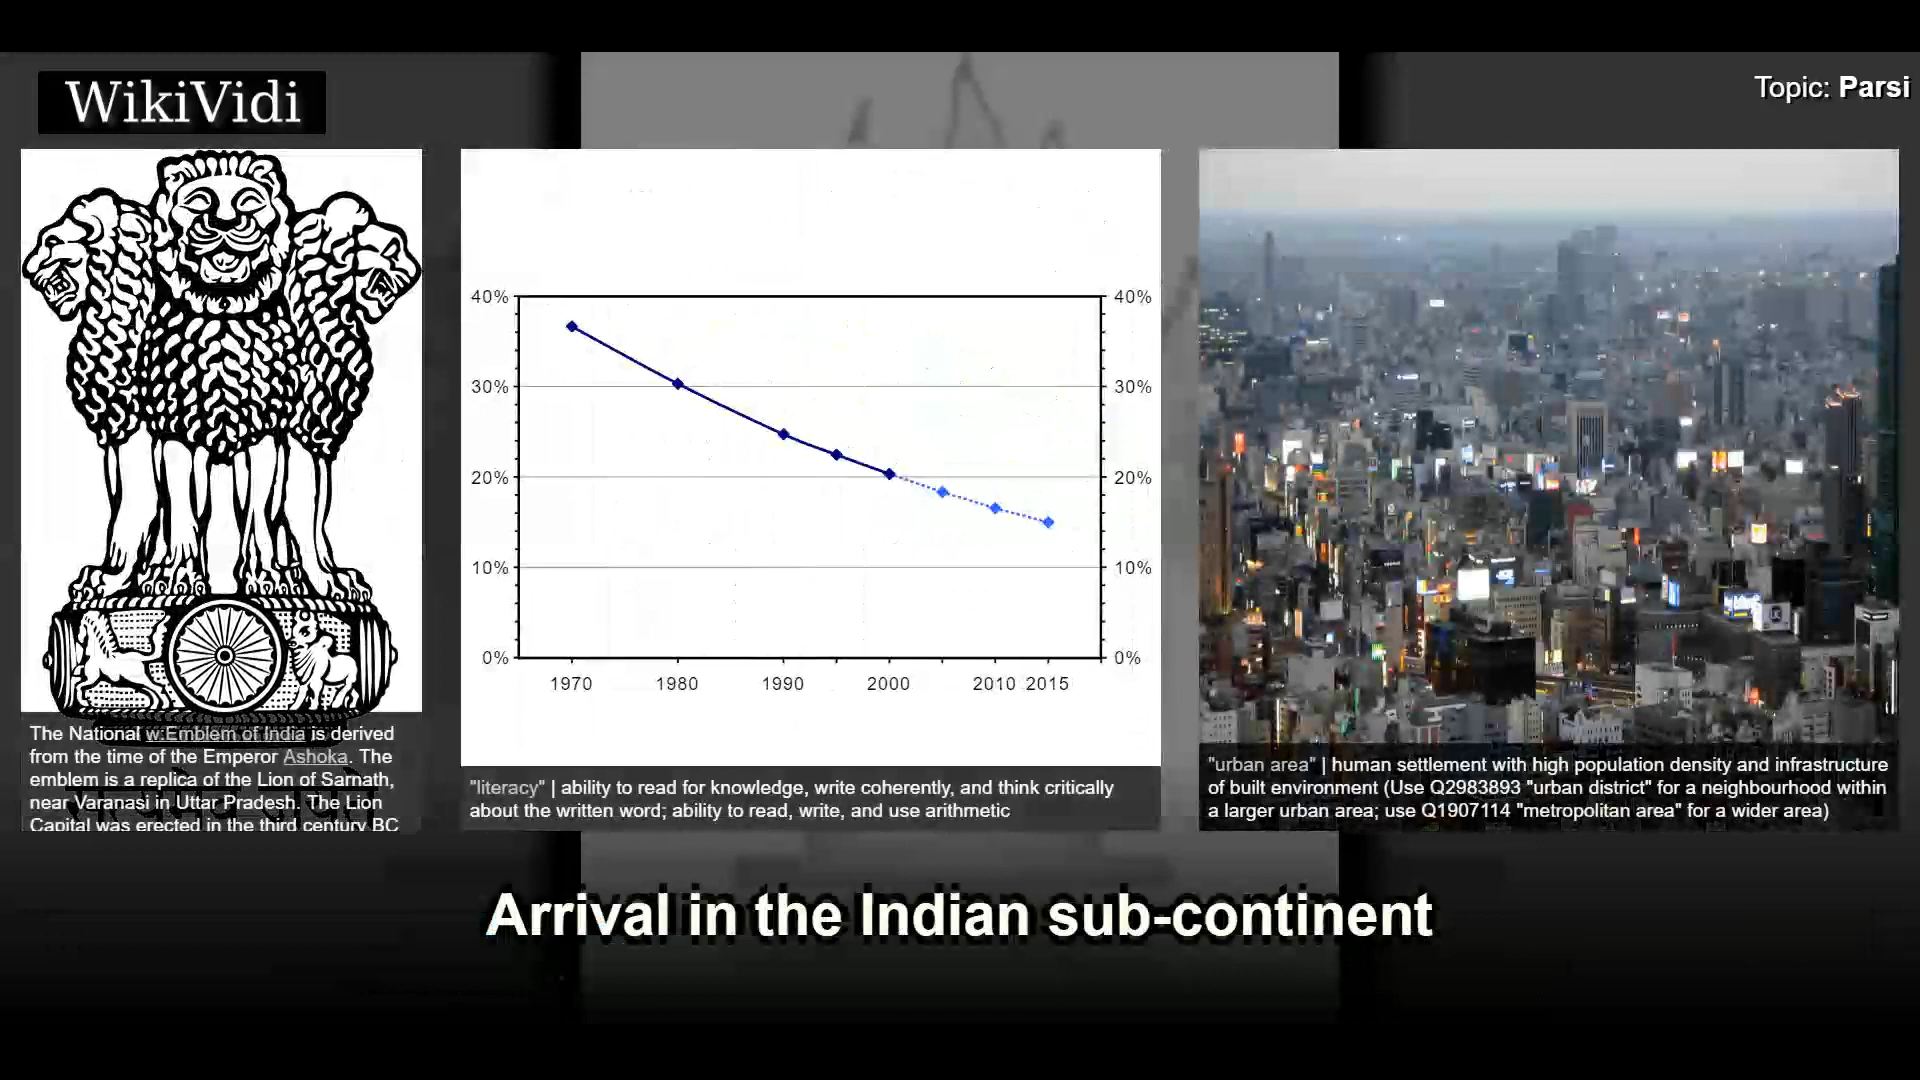 WikiVidi
Topic: Parsi
40%
40%
30%
30%
20%
20%
10%
10%
0%
0%
1970 1980 1990 2000 2010 2015
The National w:Emblem of India is derived
from the time of the Emperor Ashoka. The
emblem is a replica of the Lion of Sarnath,
near Varanasi in Uttar Pradesh. The Lion
Capital was erected in the third century BC
सत्यमेव जयते
"literacy" | ability to read for knowledge, write coherently, and think critically
about the written word; ability to read, write, and use arithmetic
"urban area" | human settlement with high population density and infrastructure
of built environment (Use Q2983893 "urban district" for a neighbourhood within
a larger urban area; use Q1907114 "metropolitan area" for a wider area)
Arrival in the Indian sub-continent